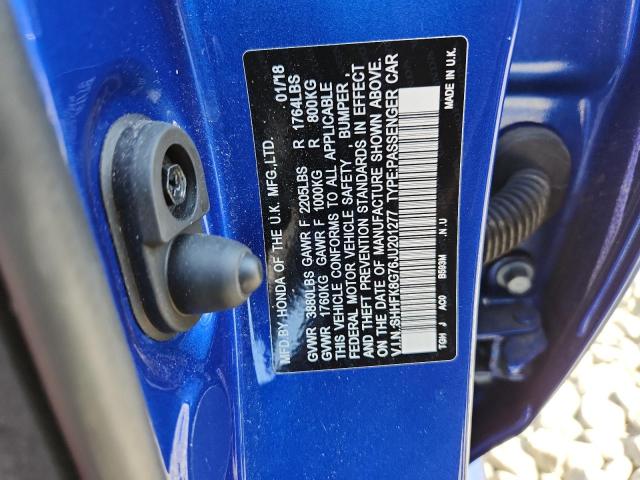 MFD.BY HONDA OF THE U.K. MFG.,LTD. 01/18
GVWR 3880LBS GAWR F 2205LBS R 1764LBS
GVWR 1760KG GAWR F 1000KG R 800KG
THIS VEHICLE CONFORMS TO ALL APPLICABLE
FEDERAL MOTOR VEHICLE SAFETY , BUMPER ,
AND THEFT PREVENTION STANDARDS IN EFFECT
ON THE DATE OF MANUFACTURE SHOWN ABOVE.
V.I.N.:SHHFK8G76JU201277 TYPE:PASSENGER CAR
TGH J AC0 B593M .N.U MADE IN U.K.